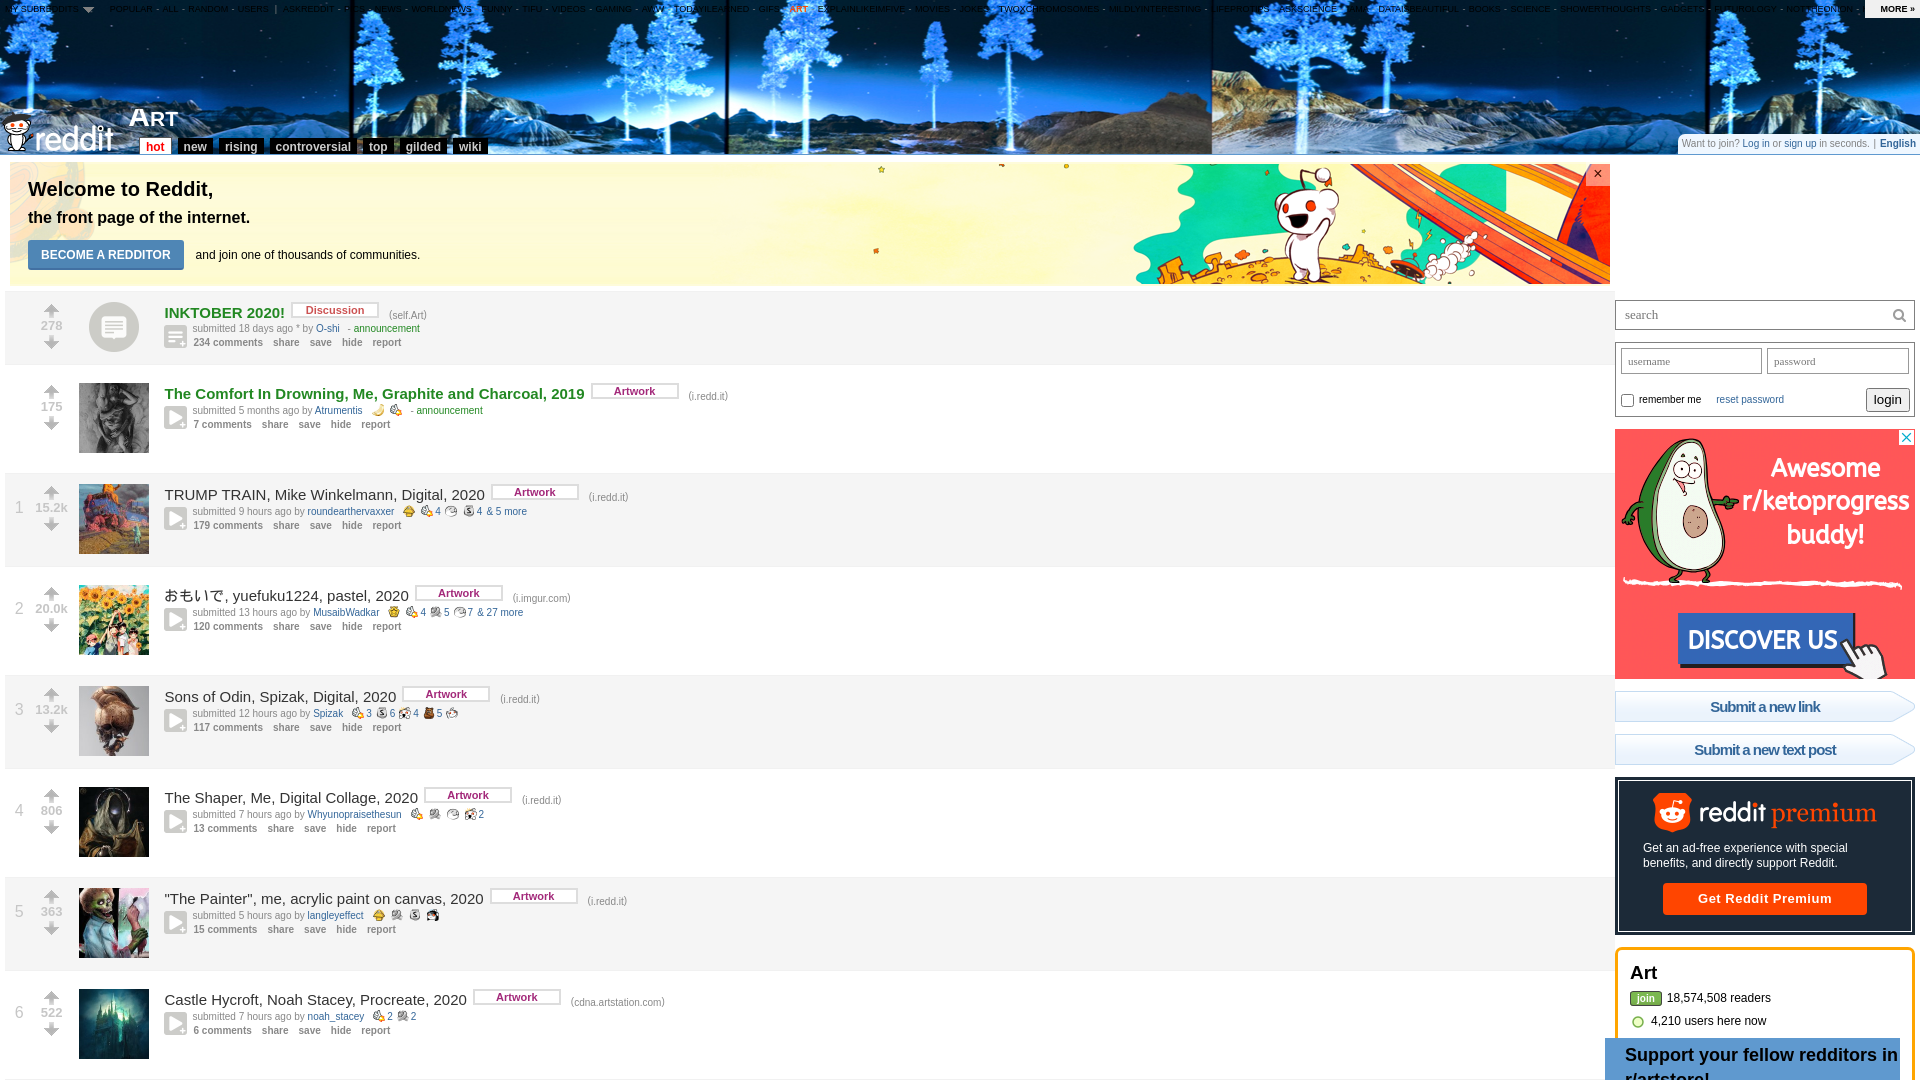 MY SUBREDDITS POPULAR - ALL - RANDOM - USERS | ASKREDDIT - PICS - NEWS - WORLDNEWS - FUNNY - TIFU - VIDEOS - GAMING - AWW - TODAYILEARNED - GIFS - ART - EXPLAINLIKEIMFIVE - MOVIES - JOKES - TWOXCHROMOSOMES - MILDLYINTERESTING - LIFEPROTIPS - ASKSCIENCE - IAMA - DATAISBEAUTIFUL - BOOKS - SCIENCE - SHOWERTHOUGHTS - GADGETS - FUTUROLOGY - NOTTHEONION - MORE »
reddit ART
hot new rising controversial top gilded wiki
Want to join? Log in or sign up in seconds. | English
Welcome to Reddit,
the front page of the internet.
BECOME A REDDITOR and join one of thousands of communities.
×
278
INKTOBER 2020! Discussion (self.Art)
submitted 18 days ago * by O-shi - announcement
234 comments share save hide report
175
The Comfort In Drowning, Me, Graphite and Charcoal, 2019 Artwork (i.redd.it)
submitted 5 months ago by Atrumentis - announcement
7 comments share save hide report
1 15.2k
TRUMP TRAIN, Mike Winkelmann, Digital, 2020 Artwork (i.redd.it)
submitted 9 hours ago by roundearthervaxxer 4 4 & 5 more
179 comments share save hide report
2 20.0k
おもいで, yuefuku1224, pastel, 2020 Artwork (i.imgur.com)
submitted 13 hours ago by MusaibWadkar 4 5 7 & 27 more
120 comments share save hide report
3 13.2k
Sons of Odin, Spizak, Digital, 2020 Artwork (i.redd.it)
submitted 12 hours ago by Spizak 3 6 4 5
117 comments share save hide report
4 806
The Shaper, Me, Digital Collage, 2020 Artwork (i.redd.it)
submitted 7 hours ago by Whyunopraisethesun 2
13 comments share save hide report
5 363
"The Painter", me, acrylic paint on canvas, 2020 Artwork (i.redd.it)
submitted 5 hours ago by langleyeffect
15 comments share save hide report
6 522
Castle Hycroft, Noah Stacey, Procreate, 2020 Artwork (cdna.artstation.com)
submitted 7 hours ago by noah_stacey 2 2
6 comments share save hide report
search
username password
remember me reset password login
Awesome
r/ketoprogress
buddy!
DISCOVER US
Submit a new link
Submit a new text post
reddit premium
Get an ad-free experience with special
benefits, and directly support Reddit.
Get Reddit Premium
Art
join 18,574,508 readers
4,210 users here now
Support your fellow redditors in
r/artstore!